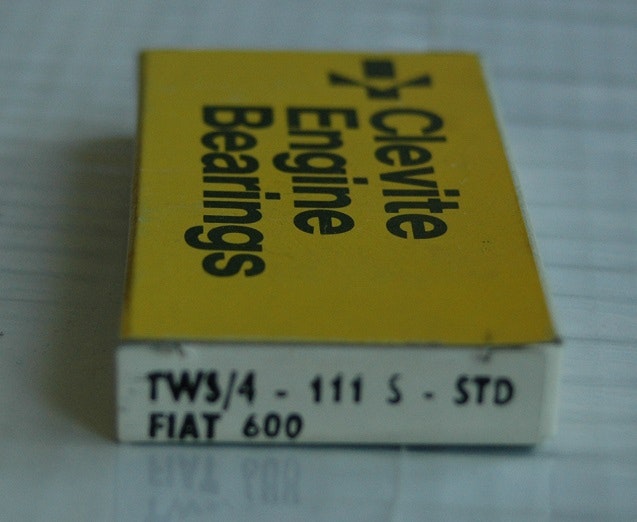 Clevite
Engine
Bearings
TWS/4 - 111 S - STD
FIAT 600